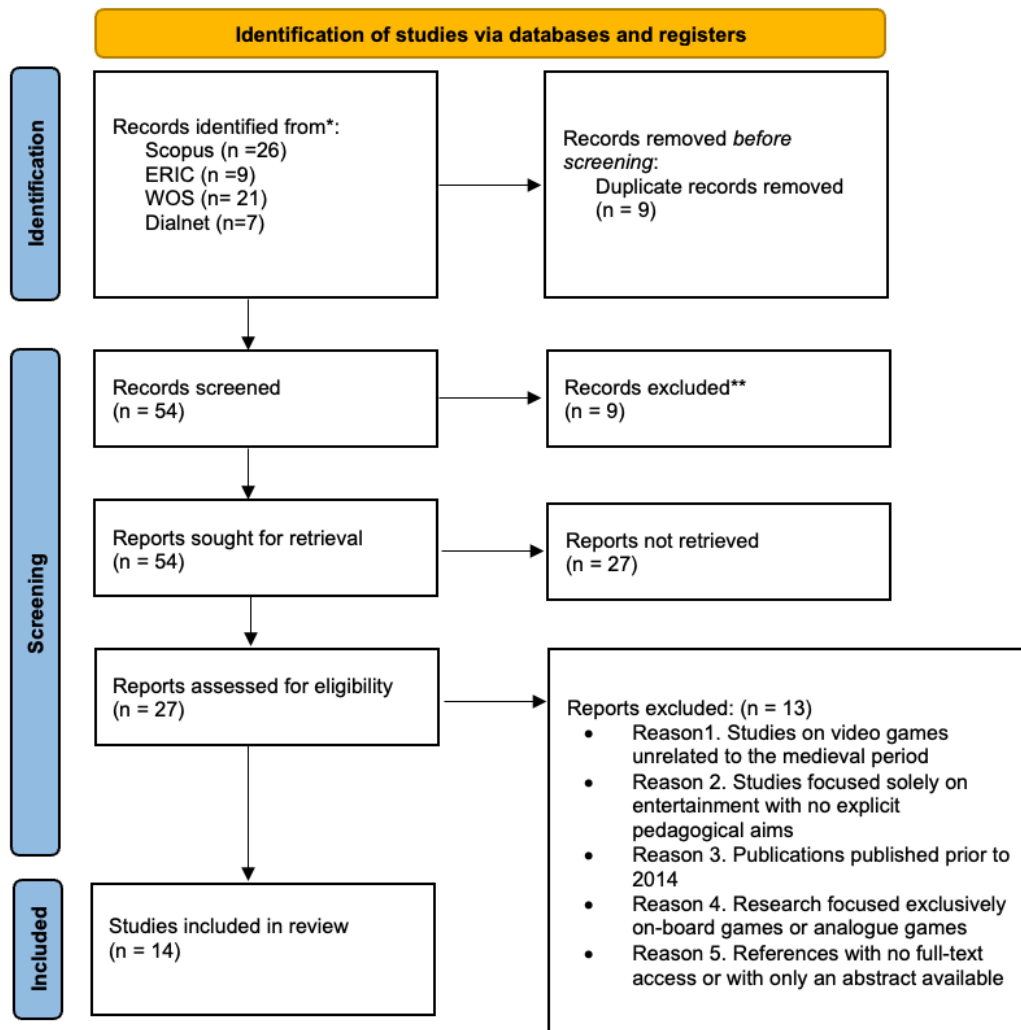 Identification of studies via databases and registers
Identification
Records identified from*:
Scopus (n =26)
ERIC (n =9)
WOS (n= 21)
Dialnet (n=7)
Records removed before
screening:
Duplicate records removed
(n = 9)
Screening
Records screened
(n = 54)
Records excluded**
(n = 9)
Reports sought for retrieval
(n = 54)
Reports not retrieved
(n = 27)
Reports assessed for eligibility
(n = 27)
Reports excluded: (n = 13)
• Reason1. Studies on video games
unrelated to the medieval period
• Reason 2. Studies focused solely on
entertainment with no explicit
pedagogical aims
• Reason 3. Publications published prior to
2014
• Reason 4. Research focused exclusively
on-board games or analogue games
• Reason 5. References with no full-text
access or with only an abstract available
Included
Studies included in review
(n = 14)